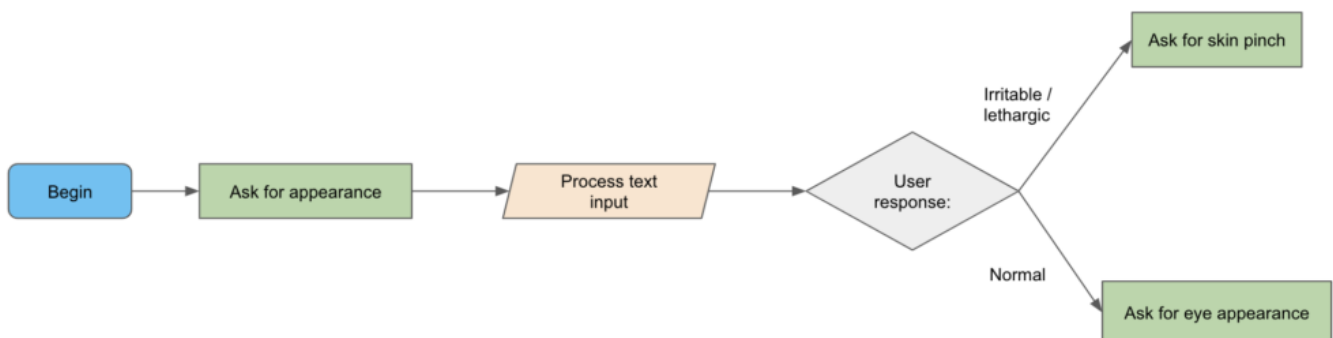 Begin
Ask for appearance
Process text
input
User
response:
Irritable /
lethargic
Ask for skin pinch
Normal
Ask for eye appearance